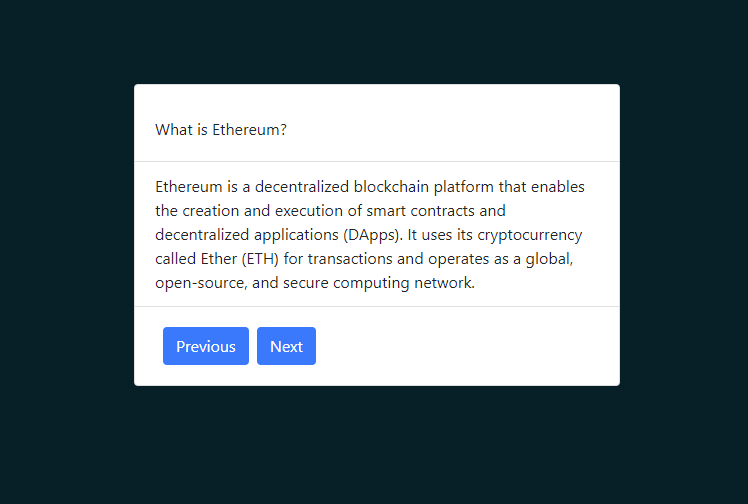 What is Ethereum?
Ethereum is a decentralized blockchain platform that enables
the creation and execution of smart contracts and
decentralized applications (DApps). It uses its cryptocurrency
called Ether (ETH) for transactions and operates as a global,
open-source, and secure computing network.
Previous Next